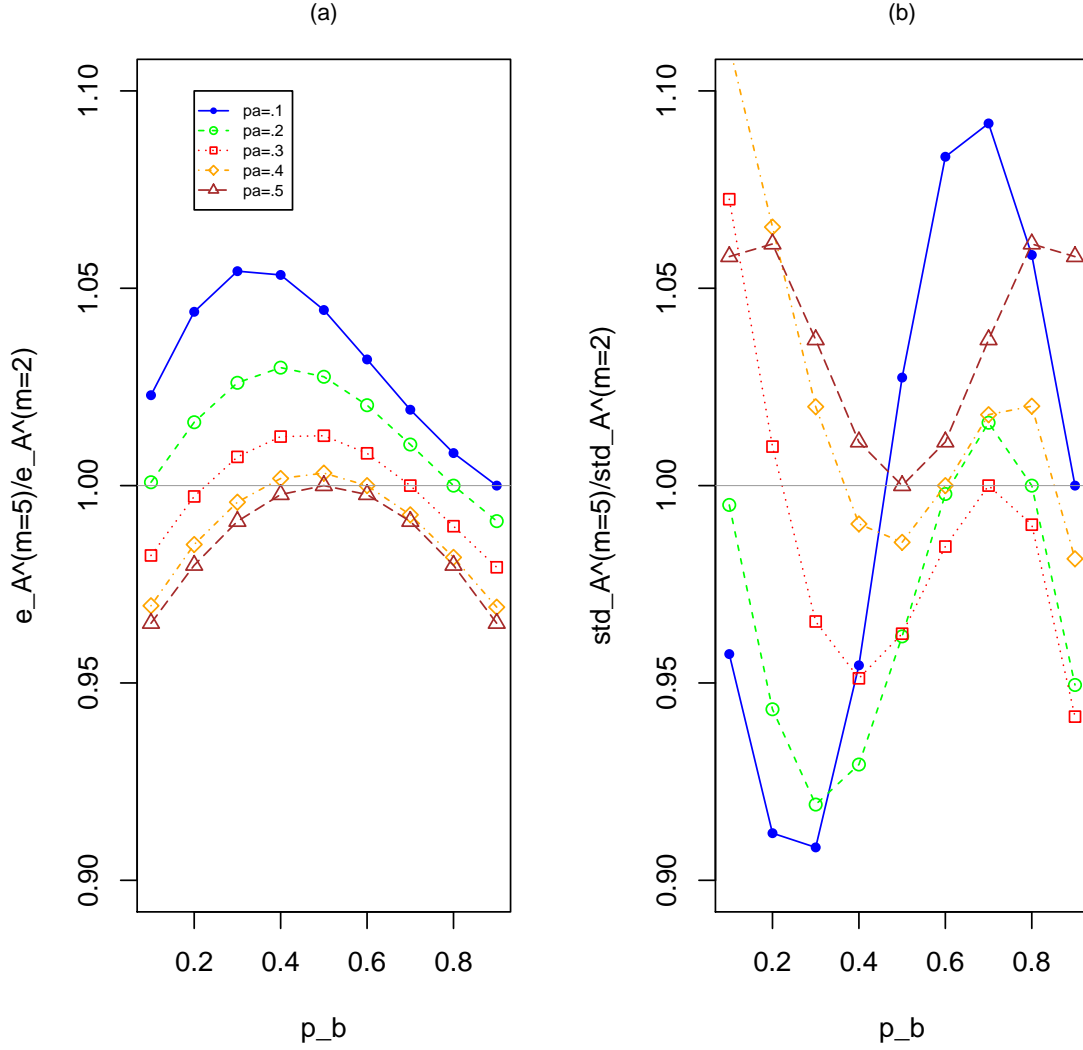 (a)
e_A^(m=5)/e_A^(m=2)
1.10
1.05
1.00
0.95
0.90
pa=.1
pa=.2
pa=.3
pa=.4
pa=.5
0.2 0.4 0.6 0.8
p_b
(b)
std_A^(m=5)/std_A^(m=2)
1.10
1.05
1.00
0.95
0.90
0.2 0.4 0.6 0.8
p_b